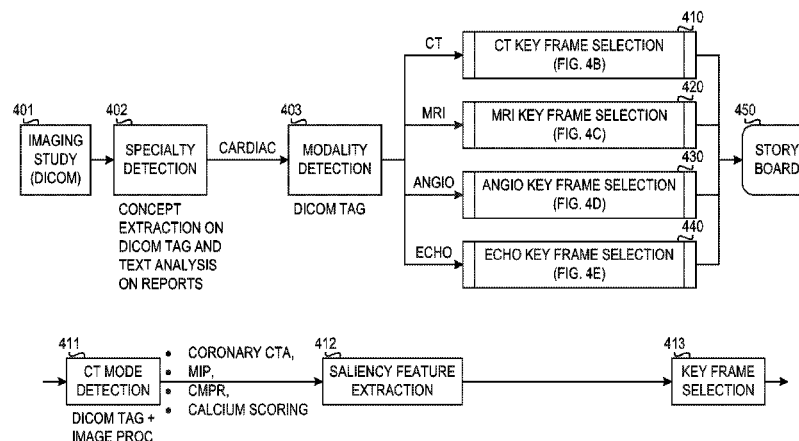 401
IMAGING
STUDY
(DICOM)
402
SPECIALTY
DETECTION
CONCEPT
EXTRACTION ON
DICOM TAG AND
TEXT ANALYSIS
ON REPORTS
CARDIAC
403
MODALITY
DETECTION
DICOM TAG
CT
410
CT KEY FRAME SELECTION
(FIG. 4B)
MRI
420
MRI KEY FRAME SELECTION
(FIG. 4C)
ANGIO
430
ANGIO KEY FRAME SELECTION
(FIG. 4D)
ECHO
440
ECHO KEY FRAME SELECTION
(FIG. 4E)
450
STORY
BOARD
411
CT MODE
DETECTION
DICOM TAG +
IMAGE PROC
• CORONARY CTA,
• MIP,
• CMPR,
• CALCIUM SCORING
412
SALIENCY FEATURE
EXTRACTION
413
KEY FRAME
SELECTION